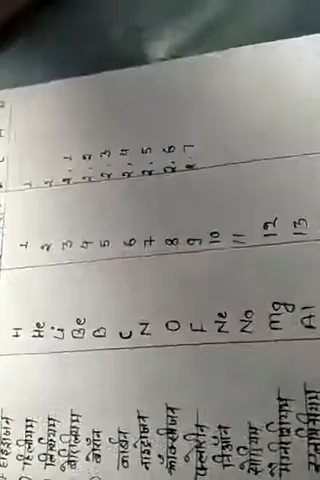 हाइड्रोजन H 1 1
हिलीयम He 2 2
लिथियम Li 3 2.1
बेरीलियम Be 4 2.2
बोरॉन B 5 2.3
कार्बन C 6 2.4
नाइट्रोजन N 7 2.5
ऑक्सीजन O 8 2.6
फ्लोरीन F 9 2.7
निऑन Ne 10
सोडियम No 11
mg 12
Al 13